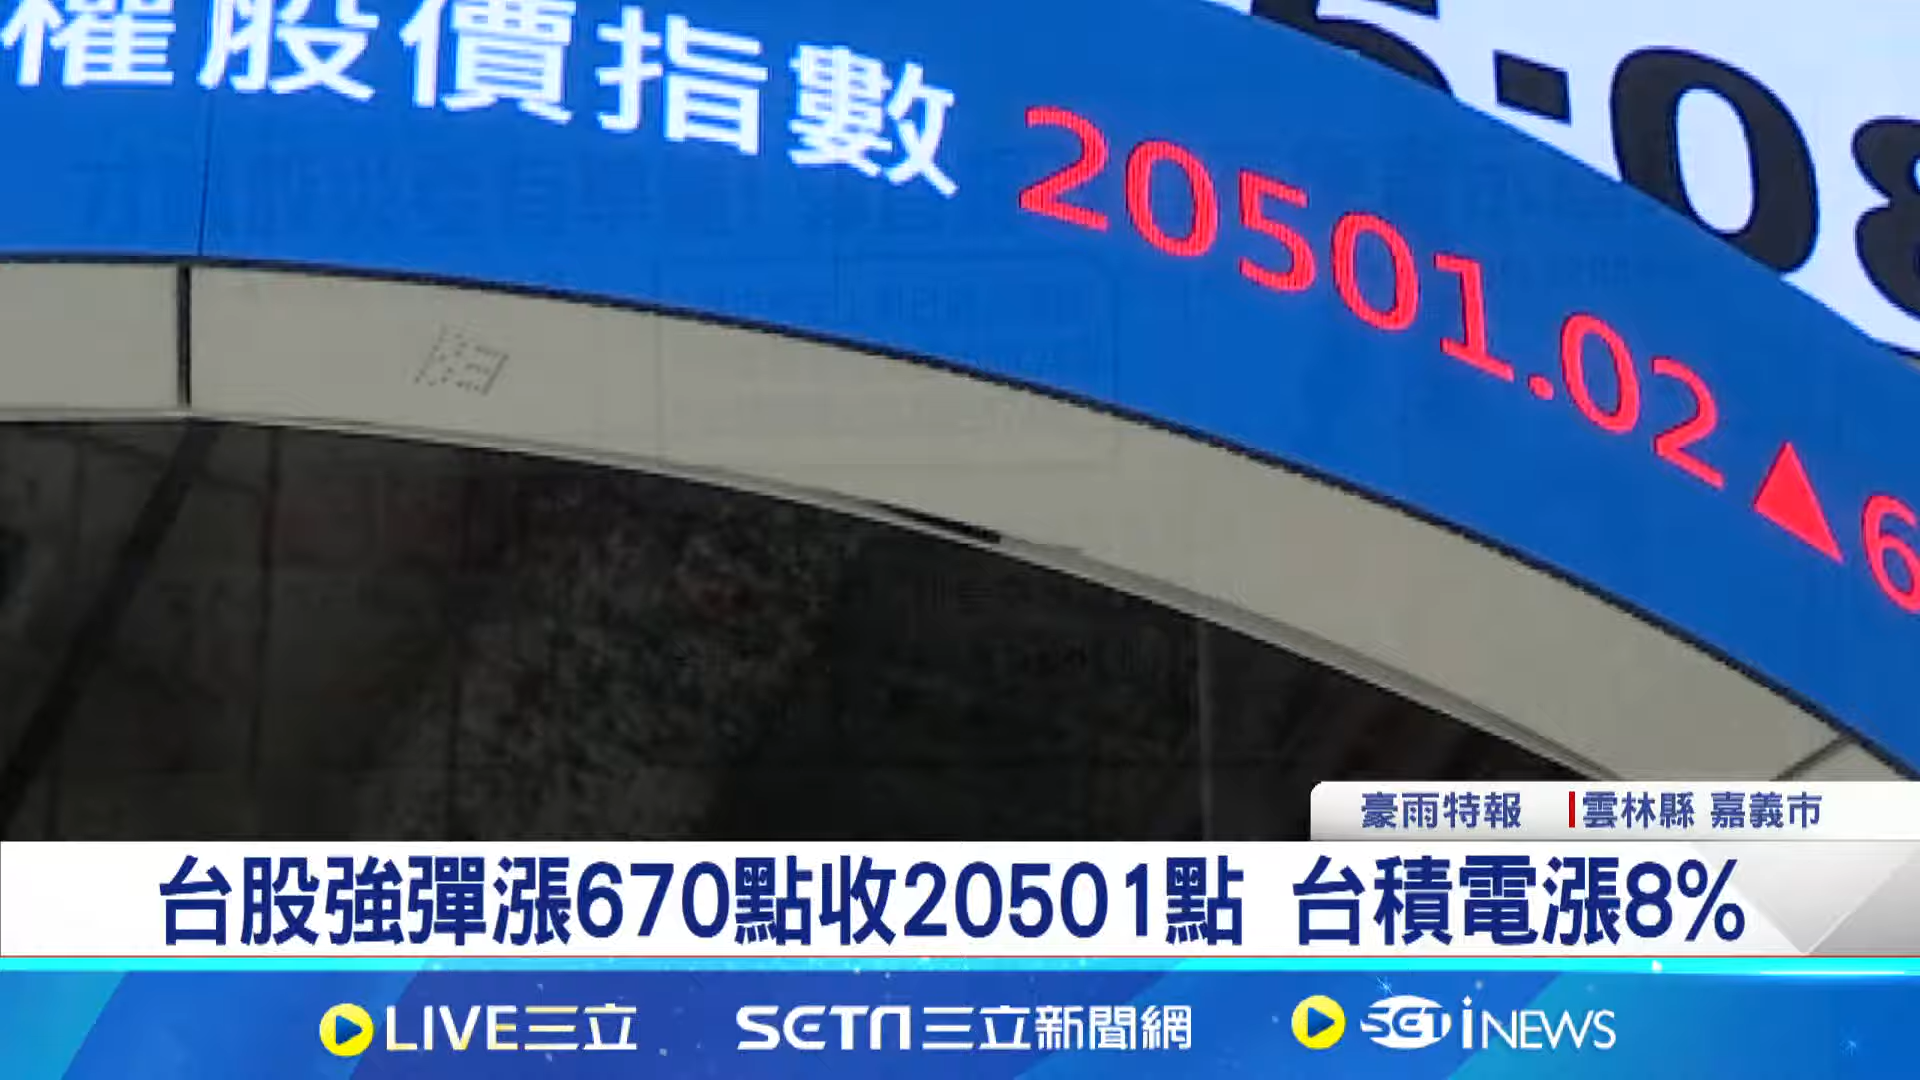 權股價指數 20501.02▲6
豪雨特報 雲林縣 嘉義市
台股強彈漲670點收20501點 台積電漲8%
LIVE三立 SETN三立新聞網 SET iNEWS